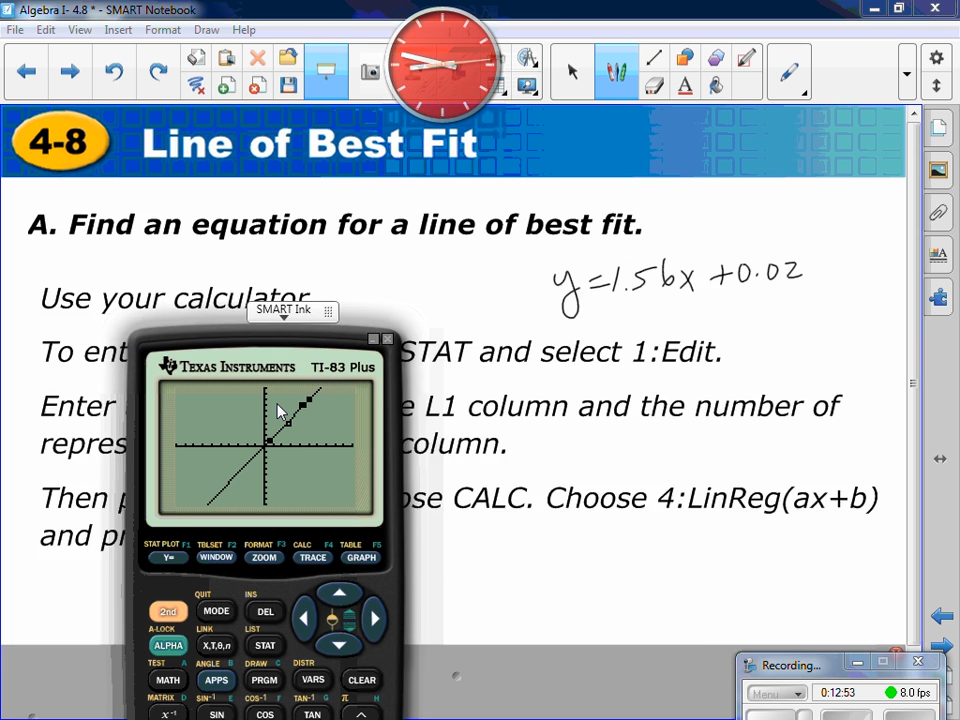 Algebra I- 4.8 * - SMART Notebook
File Edit View Insert Format Draw Help
4-8 Line of Best Fit
A. Find an equation for a line of best fit.
y=1.56x+0.02
Use your calculator
SMART Ink
To ent STAT and select 1:Edit.
TEXAS INSTRUMENTS TI-83 Plus
Enter e L1 column and the number of
repres column.
Then p ose CALC. Choose 4:LinReg(ax+b)
and pr
STAT PLOT F1 TBLSET F2 FORMAT F3 CALC F4 TABLE F5
Y= WINDOW ZOOM TRACE GRAPH
QUIT INS
2nd MODE DEL
A-LOCK LINK LIST
ALPHA X,T,θ,n STAT
TEST A ANGLE B DRAW C DISTR
MATH APPS PRGM VARS CLEAR
MATRIX D SIN⁻¹ E COS⁻¹ F TAN⁻¹ G π H
x⁻¹ SIN COS TAN ^
Recording...
Menu 0:12:53 8.0 fps